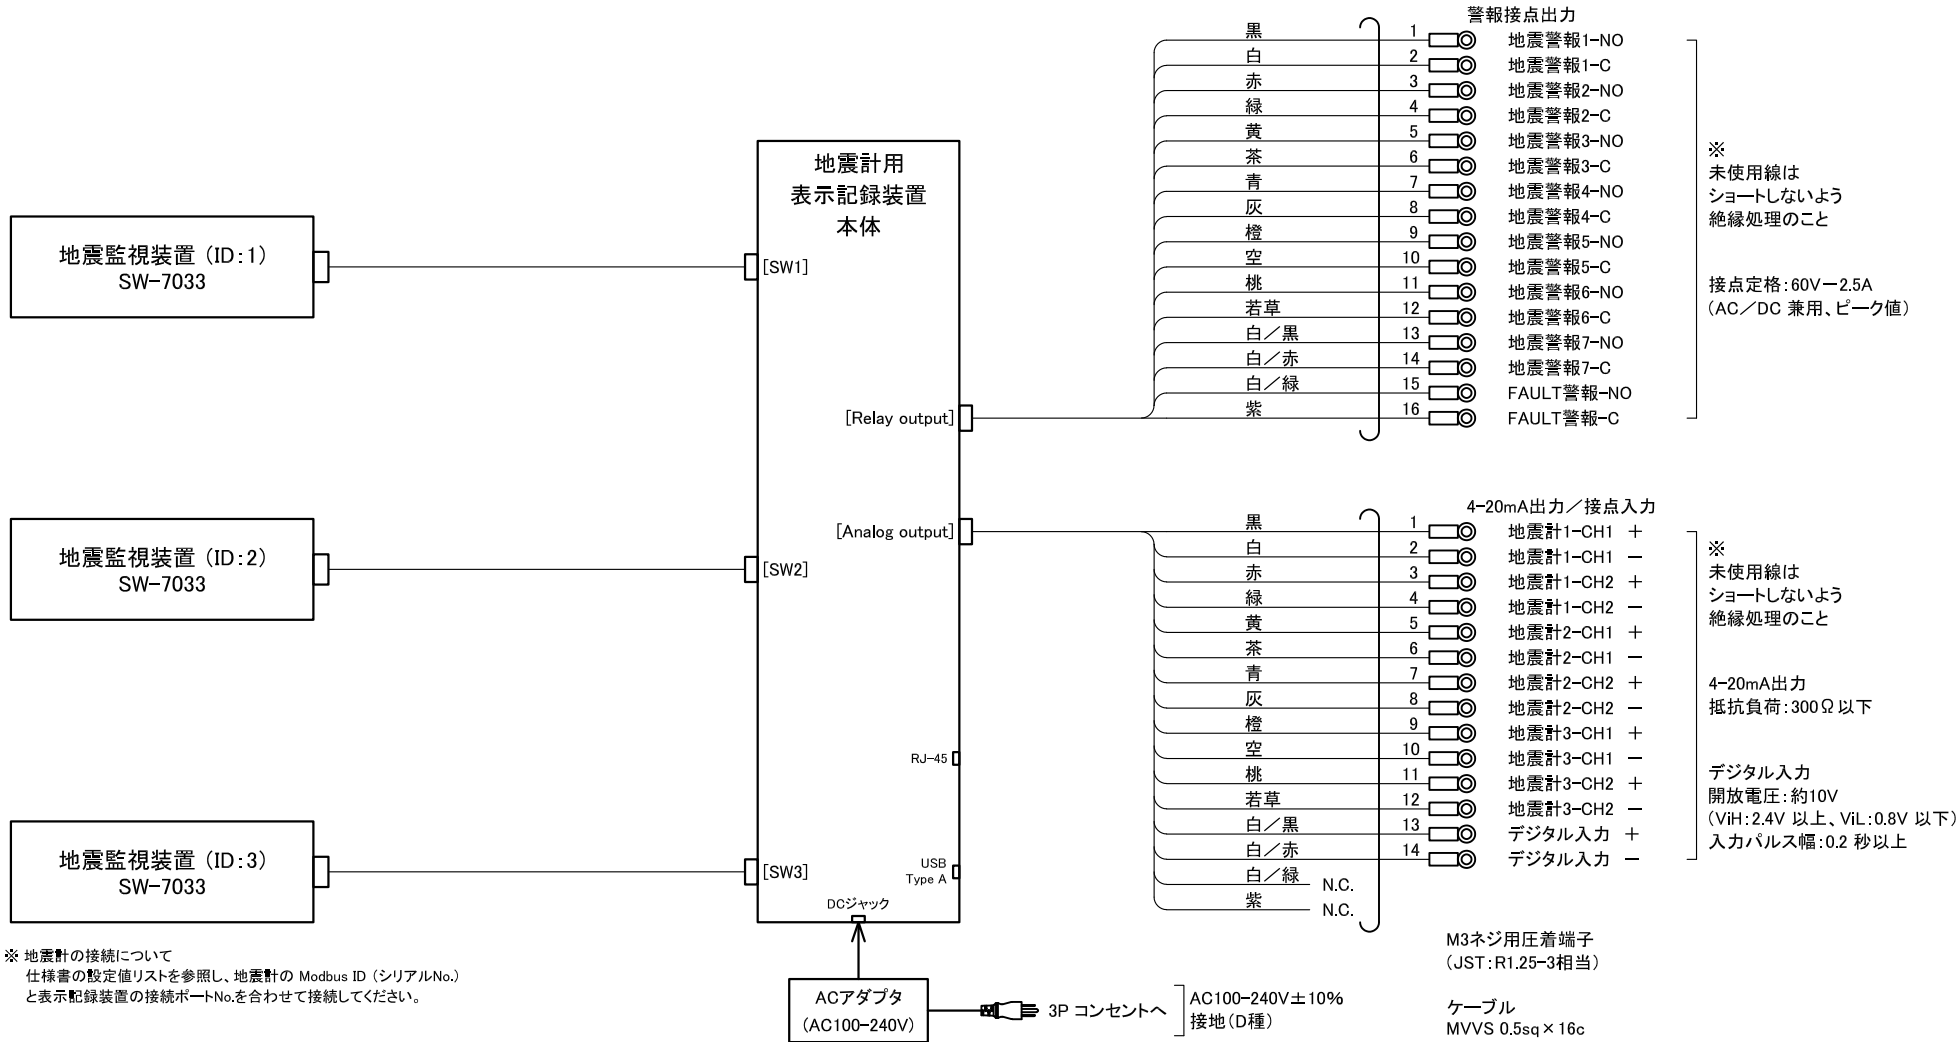 地震監視装置 (ID:1)
SW-7033
地震監視装置 (ID:2)
SW-7033
地震監視装置 (ID:3)
SW-7033
※ 地震計の接続について
仕様書の設定値リストを参照し、地震計の Modbus ID (シリアルNo.)
と表示記録装置の接続ポートNo.を合わせて接続してください。
地震計用
表示記録装置
本体
[SW1]
[Relay output]
[Analog output]
[SW2]
RJ-45
[SW3]
USB
Type A
DCジャック
ACアダプタ
(AC100-240V)
3P コンセントへ
AC100-240V±10%
接地(D種)
警報接点出力
黒 1 地震警報1-NO
白 2 地震警報1-C
赤 3 地震警報2-NO
緑 4 地震警報2-C
黄 5 地震警報3-NO
茶 6 地震警報3-C
青 7 地震警報4-NO
灰 8 地震警報4-C
橙 9 地震警報5-NO
空 10 地震警報5-C
桃 11 地震警報6-NO
若草 12 地震警報6-C
白/黒 13 地震警報7-NO
白/赤 14 地震警報7-C
白/緑 15 FAULT警報-NO
紫 16 FAULT警報-C
※
未使用線は
ショートしないよう
絶縁処理のこと
接点定格:60V-2.5A
(AC/DC 兼用、ピーク値)
4-20mA出力/接点入力
黒 1 地震計1-CH1 +
白 2 地震計1-CH1 -
赤 3 地震計1-CH2 +
緑 4 地震計1-CH2 -
黄 5 地震計2-CH1 +
茶 6 地震計2-CH1 -
青 7 地震計2-CH2 +
灰 8 地震計2-CH2 -
橙 9 地震計3-CH1 +
空 10 地震計3-CH1 -
桃 11 地震計3-CH2 +
若草 12 地震計3-CH2 -
白/黒 13 デジタル入力 +
白/赤 14 デジタル入力 -
白/緑 N.C.
紫 N.C.
※
未使用線は
ショートしないよう
絶縁処理のこと
4-20mA出力
抵抗負荷:300Ω以下
デジタル入力
開放電圧:約10V
(ViH:2.4V 以上、ViL:0.8V 以下)
入力パルス幅:0.2 秒以上
M3ネジ用圧着端子
(JST:R1.25-3相当)
ケーブル
MVVS 0.5sq×16c